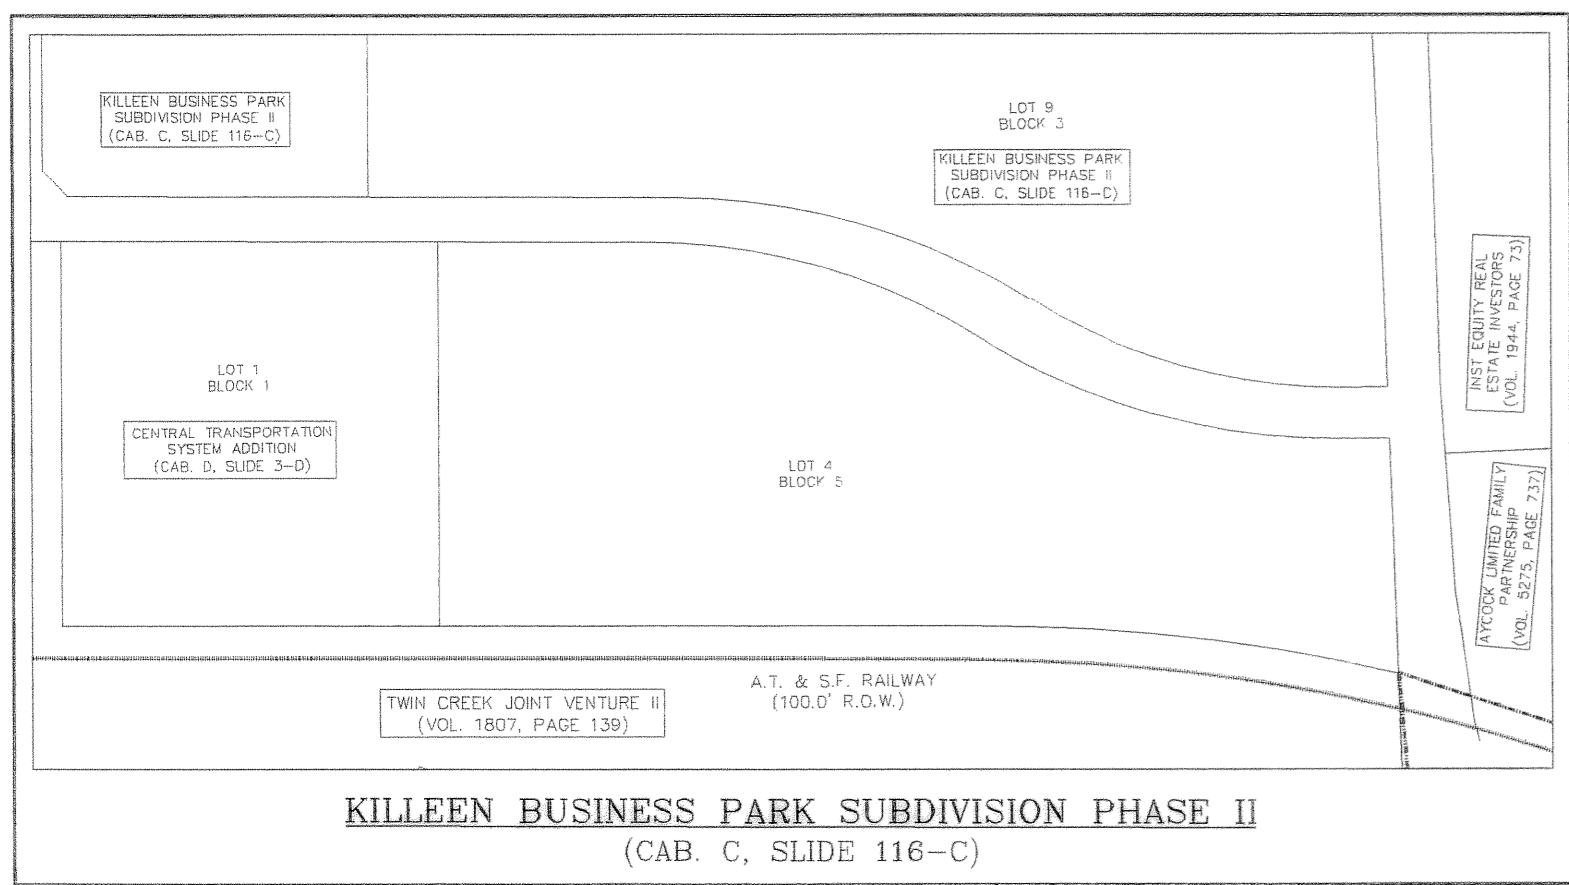 KILLEEN BUSINESS PARK
SUBDIVISION PHASE II
(CAB. C, SLIDE 116-C)
LOT 9
BLOCK 3
KILLEEN BUSINESS PARK
SUBDIVISION PHASE II
(CAB. C, SLIDE 116-C)
INST EQUITY REAL
ESTATE INVESTORS
(VOL. 1944, PAGE 73)
LOT 1
BLOCK 1
CENTRAL TRANSPORTATION
SYSTEM ADDITION
(CAB. D, SLIDE 3-D)
LOT 4
BLOCK 5
AYCOCK LIMITED FAMILY
PARTNERSHIP
(VOL. 5275, PAGE 737)
A.T. & S.F. RAILWAY
(100.0' R.O.W.)
TWIN CREEK JOINT VENTURE II
(VOL. 1807, PAGE 139)
KILLEEN BUSINESS PARK SUBDIVISION PHASE II
(CAB. C, SLIDE 116-C)